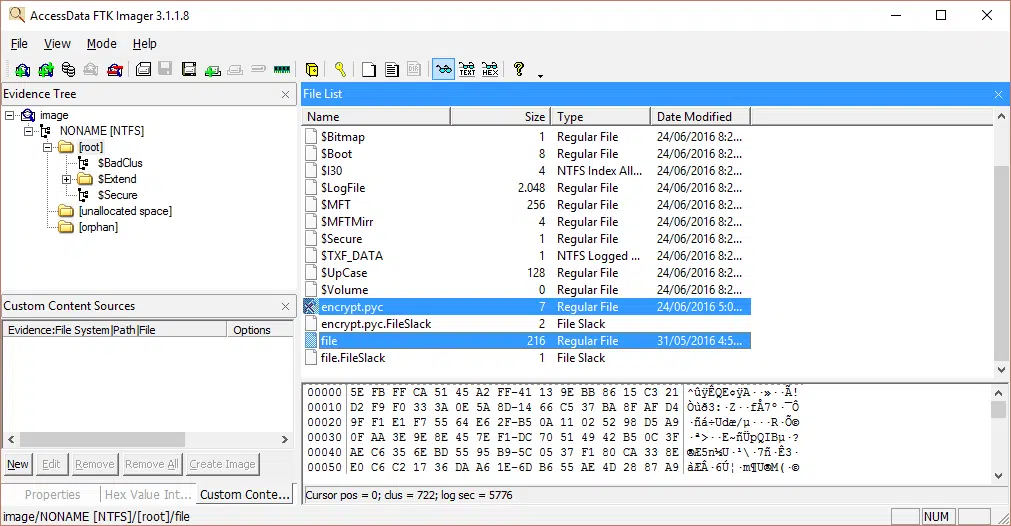 AccessData FTK Imager 3.1.1.8
File View Mode Help
TEXT HEX
Evidence Tree
image
NONAME [NTFS]
[root]
$BadClus
$Extend
$Secure
[unallocated space]
[orphan]
Custom Content Sources
Evidence:File System|Path|File Options
New Edit Remove Remove All Create Image
Properties Hex Value Int... Custom Conte...
File List
Name Size Type Date Modified
$Bitmap 1 Regular File 24/06/2016 8:2...
$Boot 8 Regular File 24/06/2016 8:2...
$I30 4 NTFS Index All... 24/06/2016 8:2...
$LogFile 2.048 Regular File 24/06/2016 8:2...
$MFT 256 Regular File 24/06/2016 8:2...
$MFTMirr 4 Regular File 24/06/2016 8:2...
$Secure 1 Regular File 24/06/2016 8:2...
$TXF_DATA 1 NTFS Logged ... 24/06/2016 8:2...
$UpCase 128 Regular File 24/06/2016 8:2...
$Volume 0 Regular File 24/06/2016 8:2...
encrypt.pyc 7 Regular File 24/06/2016 5:0...
encrypt.pyc.FileSlack 2 File Slack
file 216 Regular File 31/05/2016 4:5...
file.FileSlack 1 File Slack
00000 5E FB FF CA 51 45 A2 FF-41 13 9E BB 86 15 C3 21 ^ûÿÊQE¢ÿA··»··Ã!
00010 D2 F9 F0 33 3A 0E 5A 8D-14 66 C5 37 BA 8F AF D4 Òùð3:·Z··fÅ7º·¯Ô
00020 9F F1 E1 F7 55 64 E6 2F-B5 0A 11 02 52 98 D5 A9 ·ñá÷Udæ/µ···R·Õ©
00030 0F AA 3E 9E 8E 45 7E F1-DC 70 51 49 42 B5 0C 3F ·ª>··E~ñÜpQIBµ·?
00040 AE C6 35 6E BD 55 95 B9-5C 05 37 F1 80 CA 33 8E ®Æ5n½U·¹\·7ñ·Ê3·
00050 E0 C6 C2 17 36 DA A6 1E-6D B6 55 AE 4D 28 87 A9 àÆÂ·6Ú¦·m¶U®M(·©
Cursor pos = 0; clus = 722; log sec = 5776
image/NONAME [NTFS]/[root]/file NUM